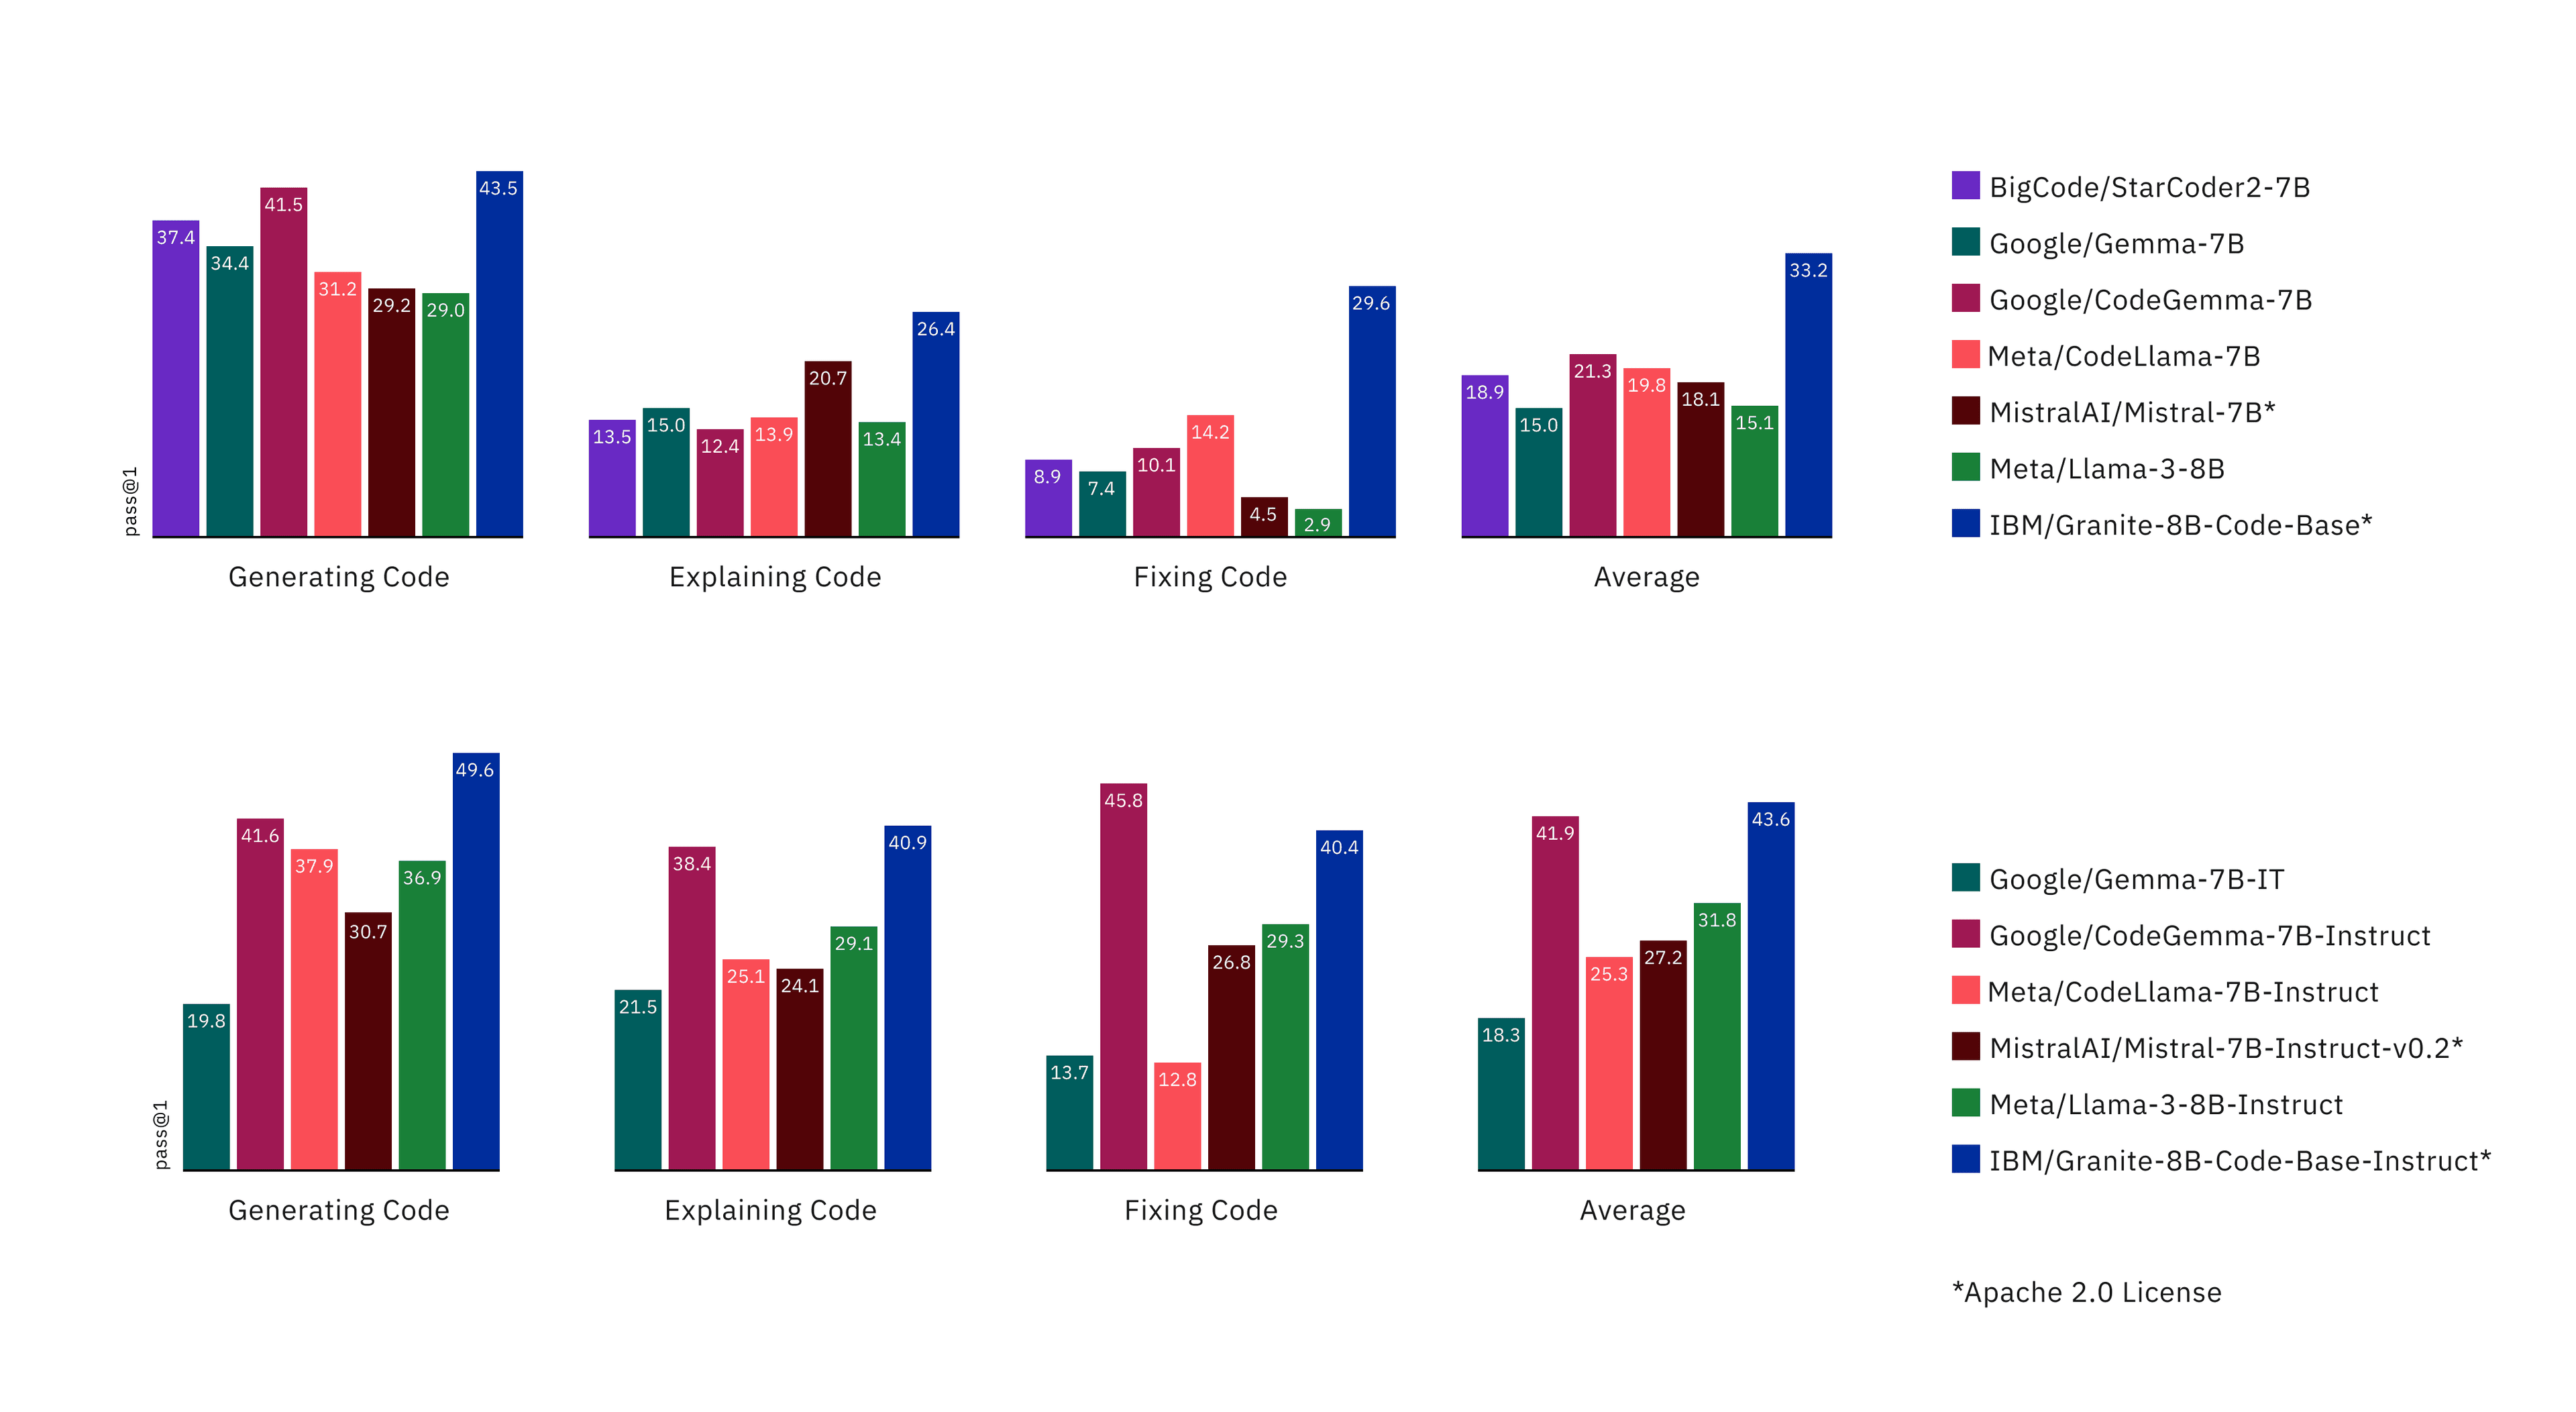 pass@1
37.4
34.4
41.5
31.2
29.2
29.0
43.5
Generating Code
13.5
15.0
12.4
13.9
20.7
13.4
26.4
Explaining Code
8.9
7.4
10.1
14.2
4.5
2.9
29.6
Fixing Code
18.9
15.0
21.3
19.8
18.1
15.1
33.2
Average
BigCode/StarCoder2-7B
Google/Gemma-7B
Google/CodeGemma-7B
Meta/CodeLlama-7B
MistralAI/Mistral-7B*
Meta/Llama-3-8B
IBM/Granite-8B-Code-Base*
pass@1
19.8
41.6
37.9
30.7
36.9
49.6
Generating Code
21.5
38.4
25.1
24.1
29.1
40.9
Explaining Code
13.7
45.8
12.8
26.8
29.3
40.4
Fixing Code
18.3
41.9
25.3
27.2
31.8
43.6
Average
Google/Gemma-7B-IT
Google/CodeGemma-7B-Instruct
Meta/CodeLlama-7B-Instruct
MistralAI/Mistral-7B-Instruct-v0.2*
Meta/Llama-3-8B-Instruct
IBM/Granite-8B-Code-Base-Instruct*
*Apache 2.0 License